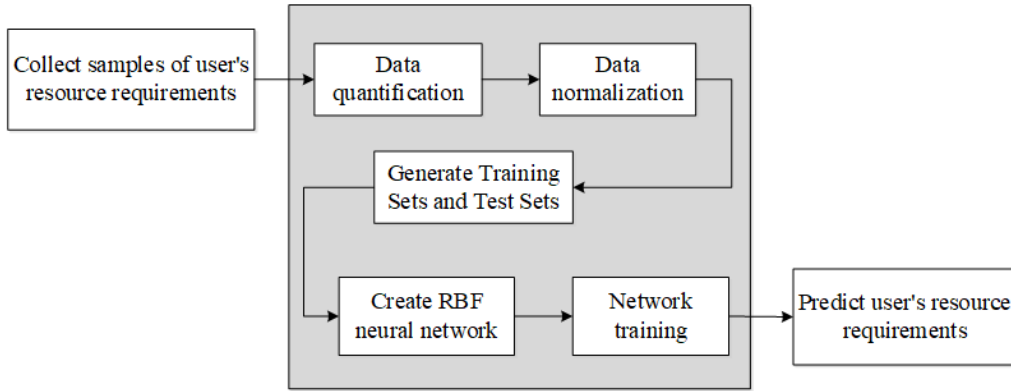 Collect samples of user's
resource requirements
Data
quantification
Data
normalization
Generate Training
Sets and Test Sets
Create RBF
neural network
Network
training
Predict user's resource
requirements